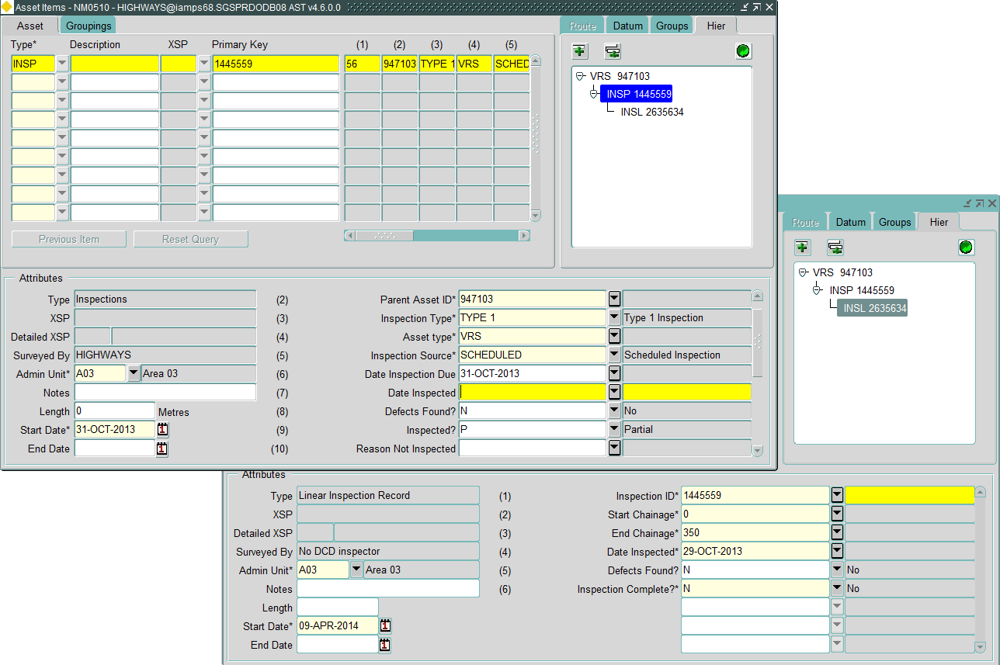 Asset Items - NM0510 - HIGHWAYS@iamps68.SGSPRDODB08 AST v4.6.0.0
Asset Groupings
Type* Description XSP Primary Key (1) (2) (3) (4) (5)
INSP 1445559 56 947103 TYPE 1 VRS SCHED
Previous Item Reset Query
Route Datum Groups Hier
VRS 947103
INSP 1445559
INSL 2635634
Attributes
Type Inspections (2) Parent Asset ID* 947103
XSP (3) Inspection Type* TYPE 1 Type 1 Inspection
Detailed XSP (4) Asset type* VRS
Surveyed By HIGHWAYS (5) Inspection Source* SCHEDULED Scheduled Inspection
Admin Unit* A03 Area 03 (6) Date Inspection Due 31-OCT-2013
Notes (7) Date Inspected
Length 0 Metres (8) Defects Found? N No
Start Date* 31-OCT-2013 1 (9) Inspected? P Partial
End Date 1 (10) Reason Not Inspected
Route Datum Groups Hier
VRS 947103
INSP 1445559
INSL 2635634
Attributes
Type Linear Inspection Record (1) Inspection ID* 1445559
XSP (2) Start Chainage* 0
Detailed XSP (3) End Chainage* 350
Surveyed By No DCD inspector (4) Date Inspected* 29-OCT-2013
Admin Unit* A03 Area 03 (5) Defects Found? N No
Notes (6) Inspection Complete?* N No
Length
Start Date* 09-APR-2014 1
End Date 1